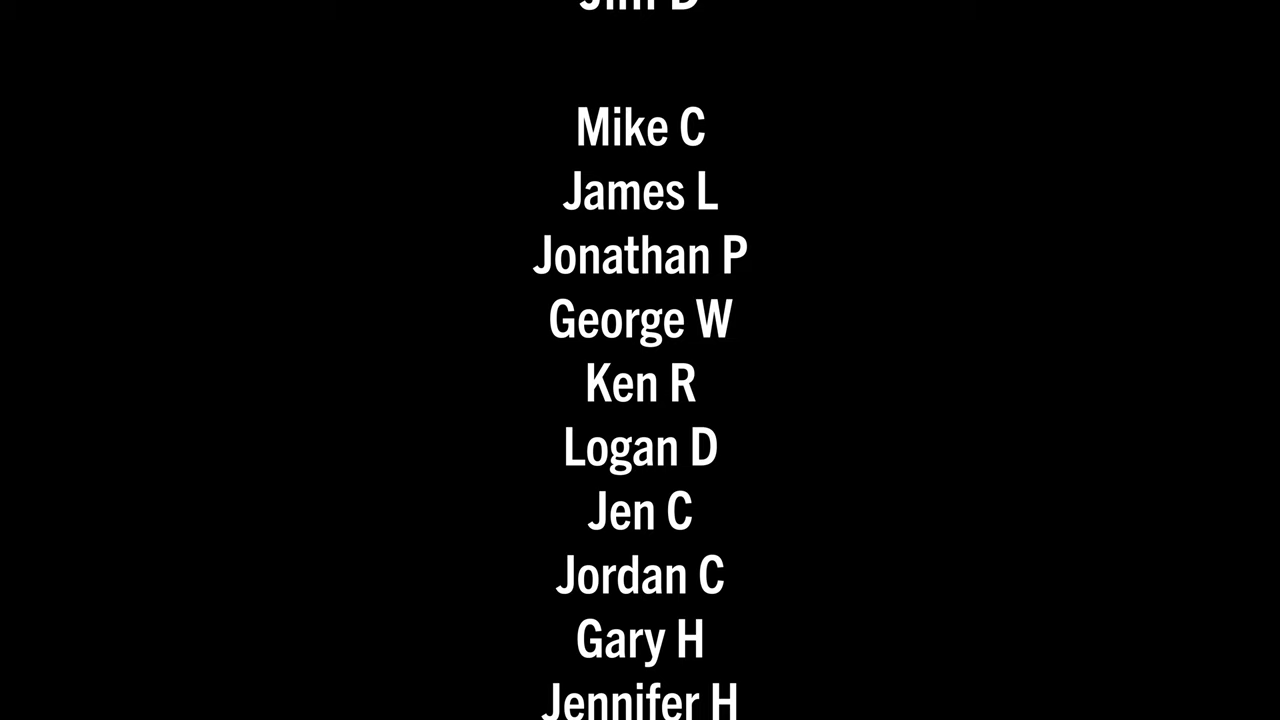 Mike C
James L
Jonathan P
George W
Ken R
Logan D
Jen C
Jordan C
Gary H
Jennifer H